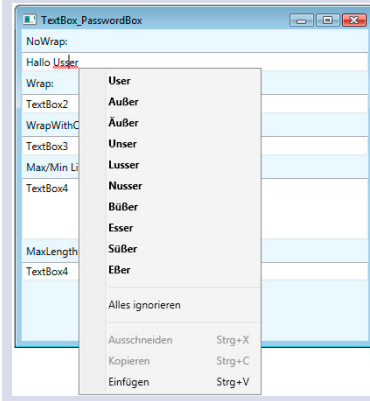 TextBox_PasswordBox
NoWrap:
Hallo Usser
Wrap:
TextBox2
WrapWithO
TextBox3
Max/Min Li
TextBox4
MaxLength
TextBox4
User
Außer
Äußer
Unser
Lusser
Nusser
Büßer
Esser
Süßer
Eßer
Alles ignorieren
Ausschneiden Strg+X
Kopieren Strg+C
Einfügen Strg+V